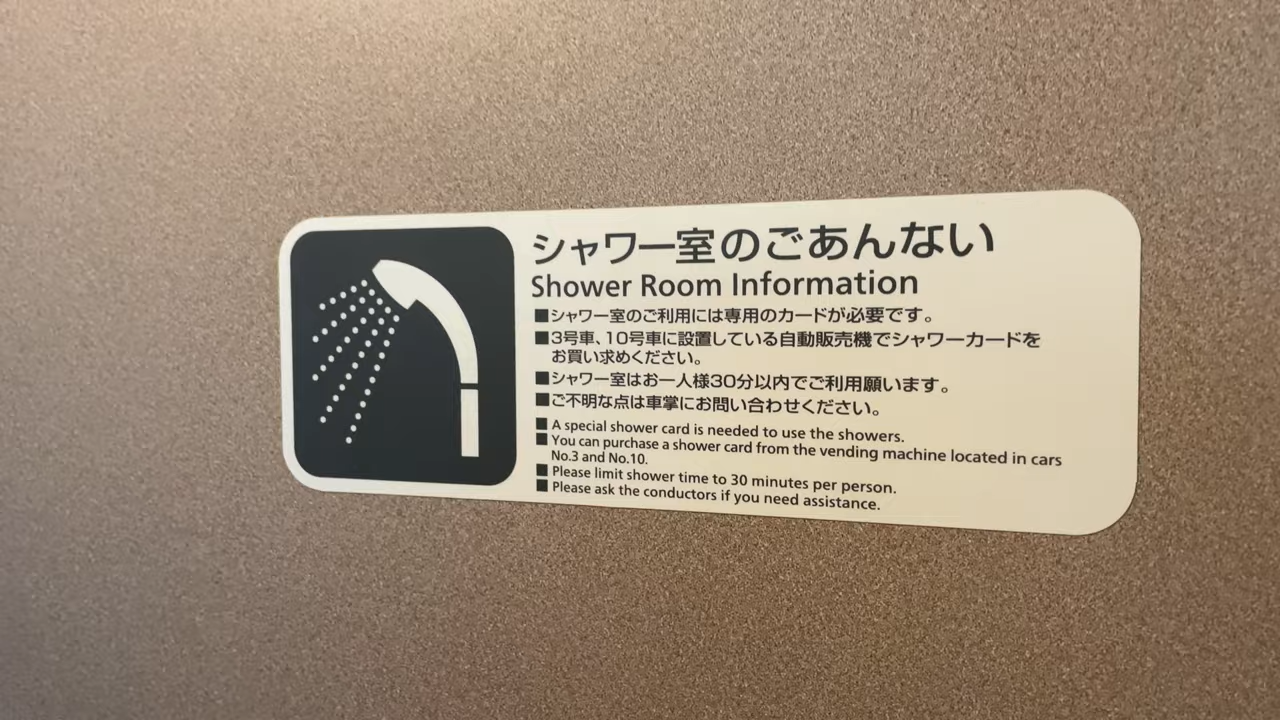 シャワー室のごあんない
Shower Room Information
■シャワー室のご利用には専用のカードが必要です。
■3号車、10号車に設置している自動販売機でシャワーカードを
お買い求めください。
■シャワー室はお一人様30分以内でご利用願います。
■ご不明な点は車掌にお問い合わせください。
■A special shower card is needed to use the showers.
■You can purchase a shower card from the vending machine located in cars
No.3 and No.10.
■Please limit shower time to 30 minutes per person.
■Please ask the conductors if you need assistance.